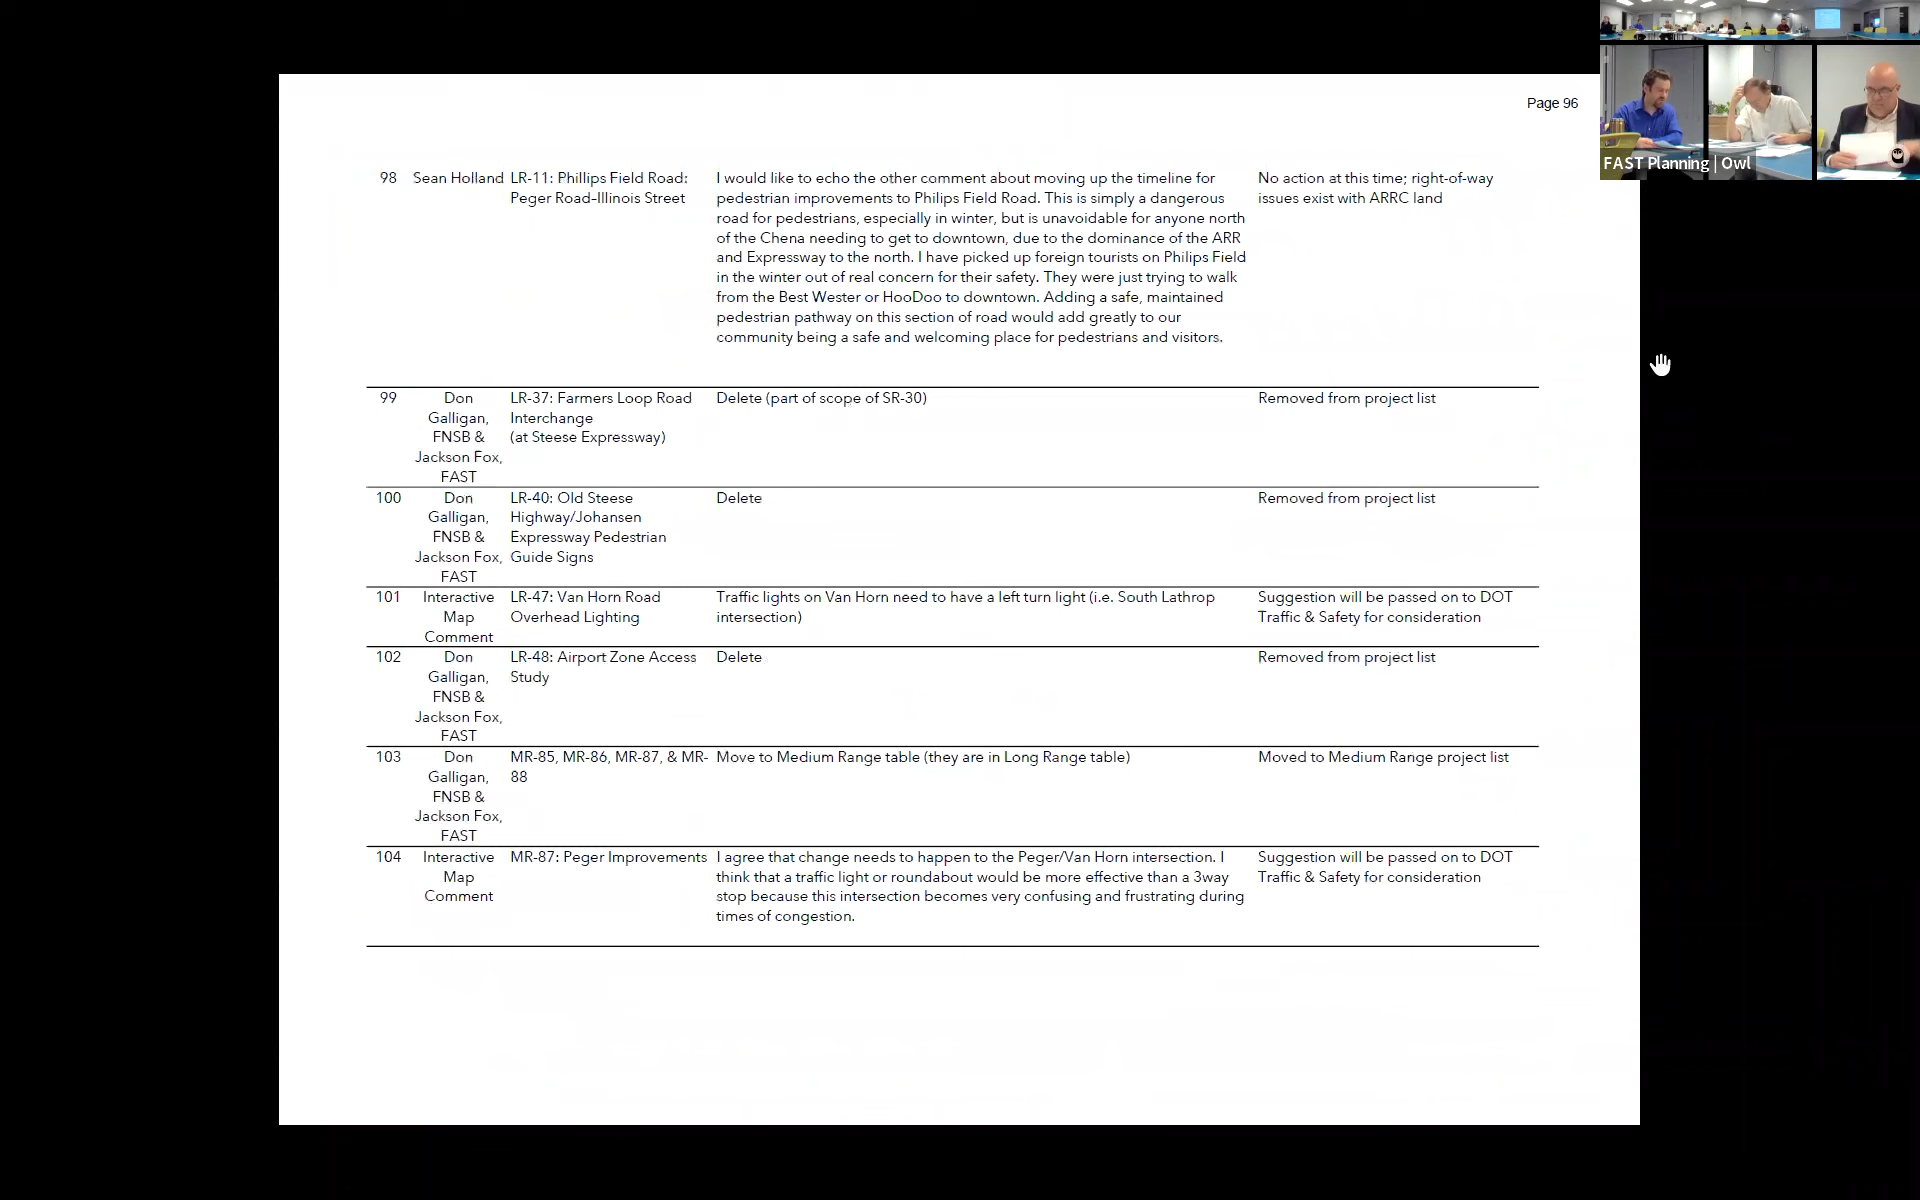 Page 96
FAST Planning | Owl
98 Sean Holland LR-11: Phillips Field Road: I would like to echo the other comment about moving up the timeline for No action at this time; right-of-way
Peger Road–Illinois Street pedestrian improvements to Philips Field Road. This is simply a dangerous issues exist with ARRC land
road for pedestrians, especially in winter, but is unavoidable for anyone north
of the Chena needing to get to downtown, due to the dominance of the ARR
and Expressway to the north. I have picked up foreign tourists on Philips Field
in the winter out of real concern for their safety. They were just trying to walk
from the Best Wester or HooDoo to downtown. Adding a safe, maintained
pedestrian pathway on this section of road would add greatly to our
community being a safe and welcoming place for pedestrians and visitors.
99 Don LR-37: Farmers Loop Road Delete (part of scope of SR-30) Removed from project list
Galligan, Interchange
FNSB & (at Steese Expressway)
Jackson Fox,
FAST
100 Don LR-40: Old Steese Delete Removed from project list
Galligan, Highway/Johansen
FNSB & Expressway Pedestrian
Jackson Fox, Guide Signs
FAST
101 Interactive LR-47: Van Horn Road Traffic lights on Van Horn need to have a left turn light (i.e. South Lathrop Suggestion will be passed on to DOT
Map Overhead Lighting intersection) Traffic & Safety for consideration
Comment
102 Don LR-48: Airport Zone Access Delete Removed from project list
Galligan, Study
FNSB &
Jackson Fox,
FAST
103 Don MR-85, MR-86, MR-87, & MR- Move to Medium Range table (they are in Long Range table) Moved to Medium Range project list
Galligan, 88
FNSB &
Jackson Fox,
FAST
104 Interactive MR-87: Peger Improvements I agree that change needs to happen to the Peger/Van Horn intersection. I Suggestion will be passed on to DOT
Map think that a traffic light or roundabout would be more effective than a 3way Traffic & Safety for consideration
Comment stop because this intersection becomes very confusing and frustrating during
times of congestion.